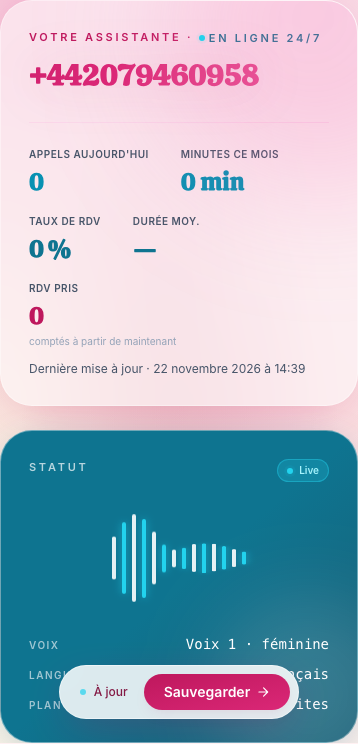 VOTRE ASSISTANTE · EN LIGNE 24/7
+442079460958
APPELS AUJOURD'HUI MINUTES CE MOIS
0 0 min
TAUX DE RDV DURÉE MOY.
0 % —
RDV PRIS
0
comptés à partir de maintenant
Dernière mise à jour · 22 novembre 2026 à 14:39
STATUT Live
VOIX Voix 1 · féminine
À jour Sauvegarder →